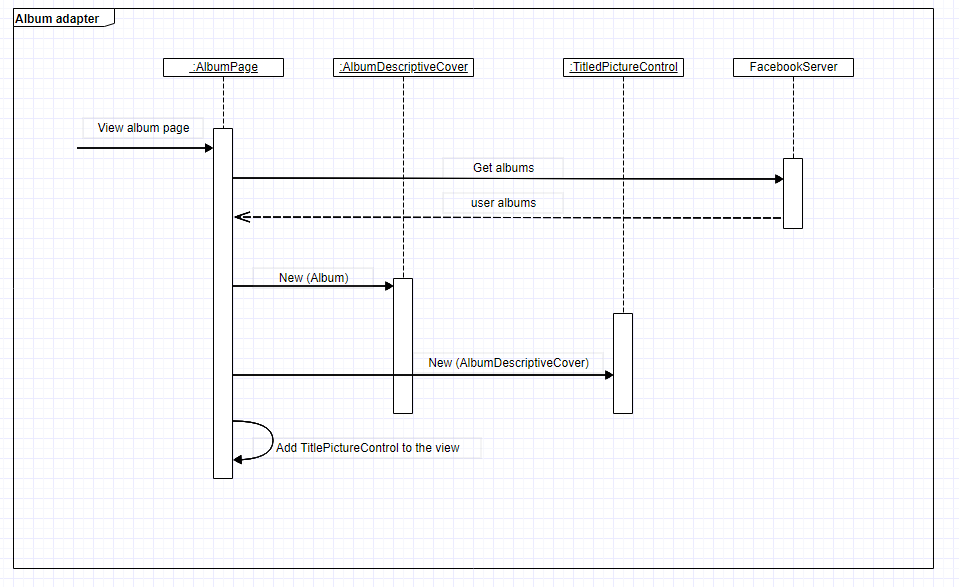 Album adapter
:AlbumPage
:AlbumDescriptiveCover
:TitledPictureControl
FacebookServer
View album page
Get albums
user albums
New (Album)
New (AlbumDescriptiveCover)
Add TitlePictureControl to the view